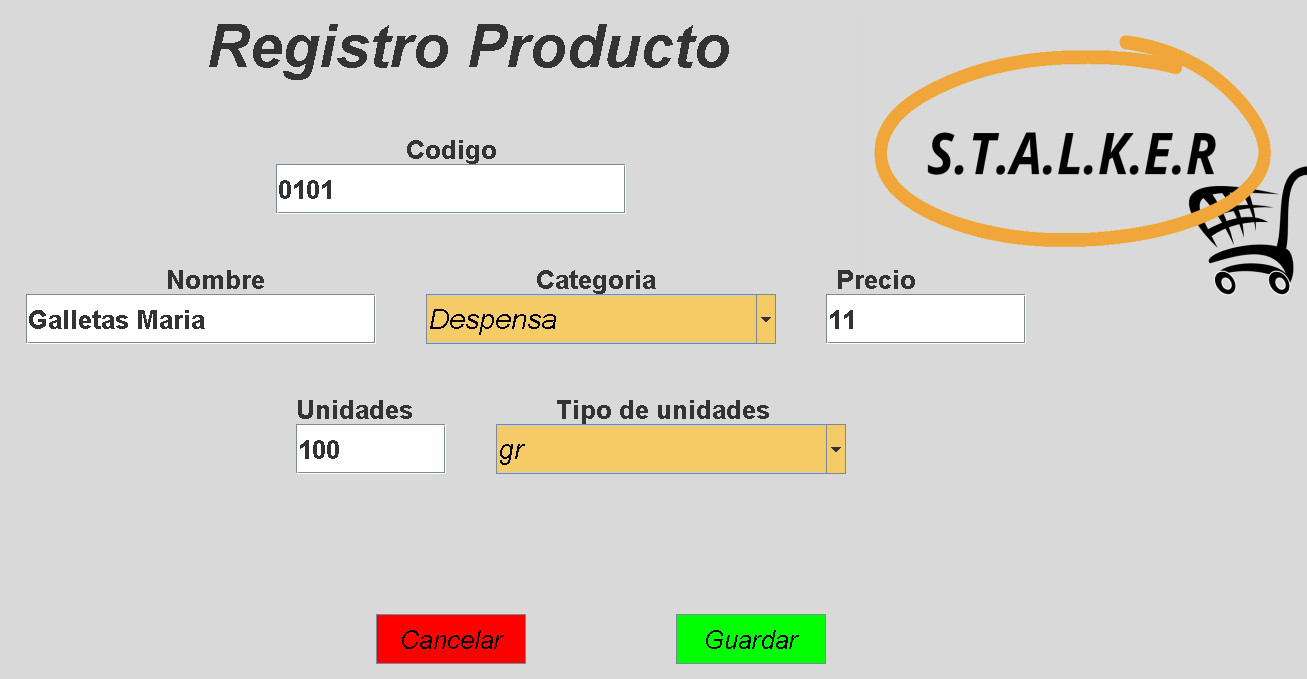 Registro Producto
S.T.A.L.K.E.R
Codigo
0101
Nombre
Categoria
Precio
Galletas Maria
Despensa
11
Unidades
Tipo de unidades
100
gr
Cancelar
Guardar